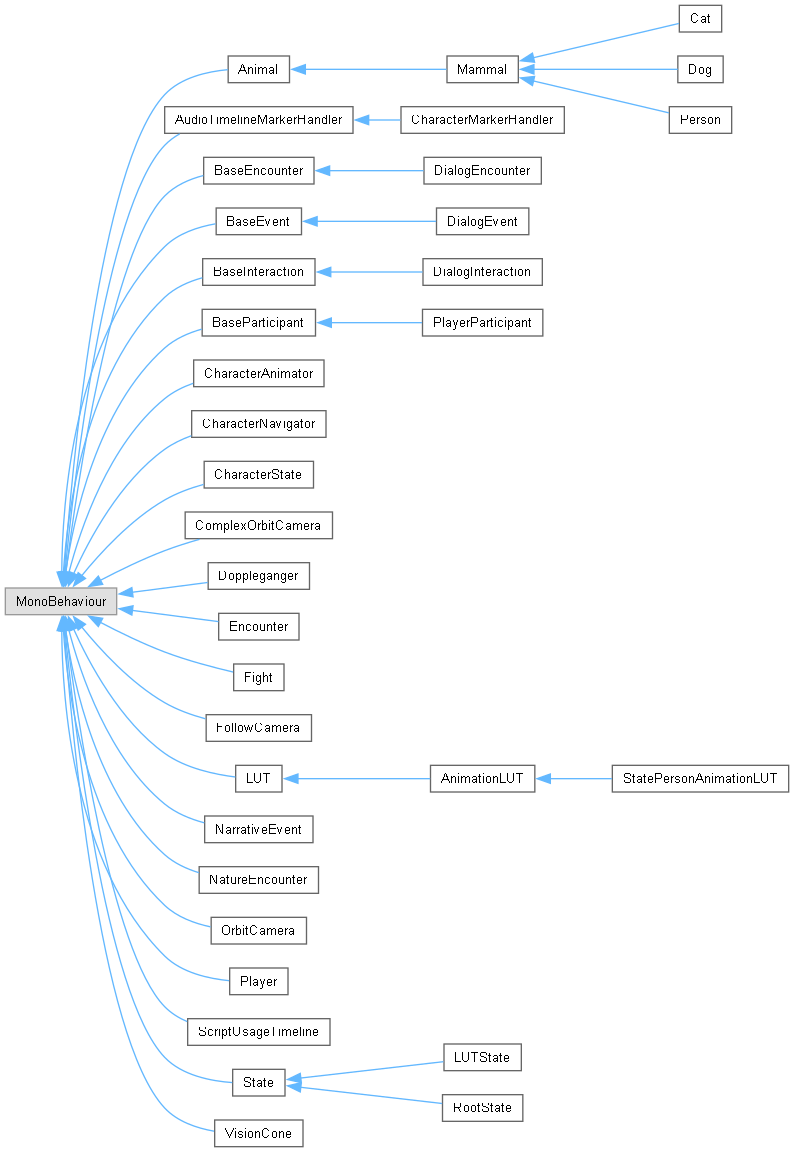 Cat
Animal
Mammal
Dog
AudioTimelineMarkerHandler
CharacterMarkerHandler
Person
BaseEncounter
DialogEncounter
BaseEvent
DialogEvent
BaseInteraction
DialogInteraction
BaseParticipant
PlayerParticipant
CharacterAnimator
CharacterNavigator
CharacterState
ComplexOrbitCamera
Doppleganger
MonoBehaviour
Encounter
Fight
FollowCamera
LUT
AnimationLUT
StatePersonAnimationLUT
NarrativeEvent
NatureEncounter
OrbitCamera
Player
ScriptUsageTimeline
LUTState
State
RootState
VisionCone